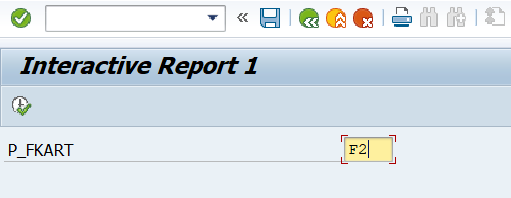 Interactive Report 1
P_FKART
F2